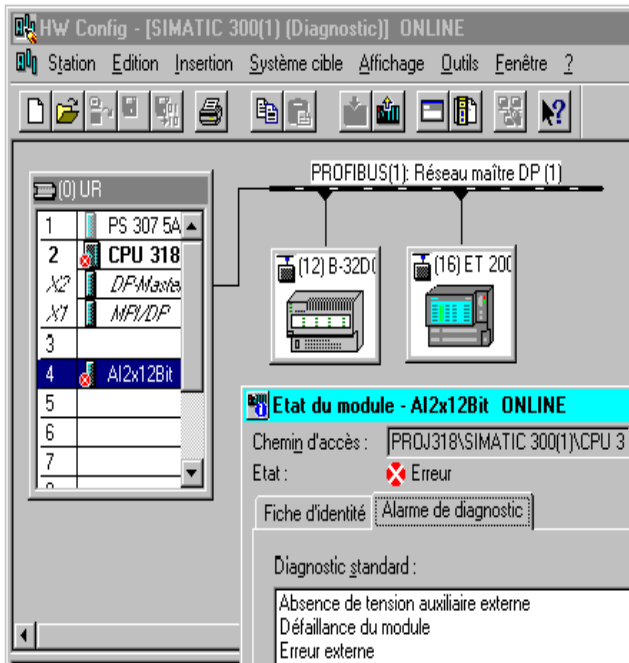 HW Config - [SIMATIC 300(1) (Diagnostic)] ONLINE
Station Edition Insertion Système cible Affichage Outils Fenêtre ?
PROFIBUS(1): Réseau maître DP (1)
(0) UR
1 PS 307 5A
2 CPU 318
X2 DP-Master
X1 MPI/DP
3
4 AI2x12Bit
5
6
7
(12) B-32D(
(16) ET 200
Etat du module - AI2x12Bit ONLINE
Chemin d'accès : PROJ318\SIMATIC 300(1)\CPU 3
Etat : Erreur
Fiche d'identité Alarme de diagnostic
Diagnostic standard :
Absence de tension auxiliaire externe
Défaillance du module
Erreur externe